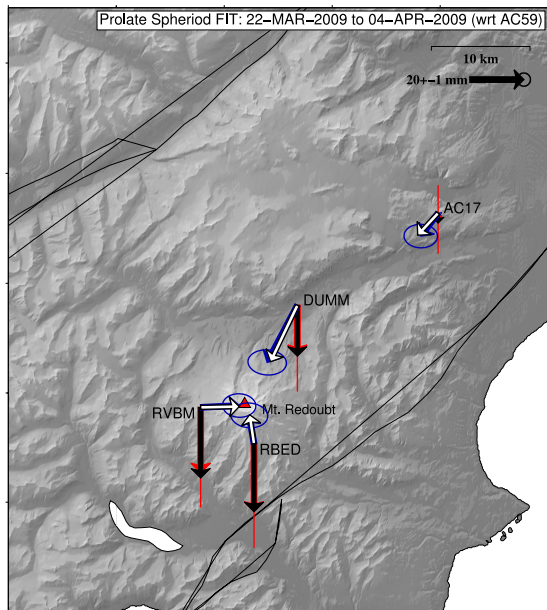 Prolate Spheriod FIT: 22−MAR−2009 to 04−APR−2009 (wrt AC59)
10 km
20+−1 mm
AC17
DUMM
RVBM
Mt. Redoubt
RBED